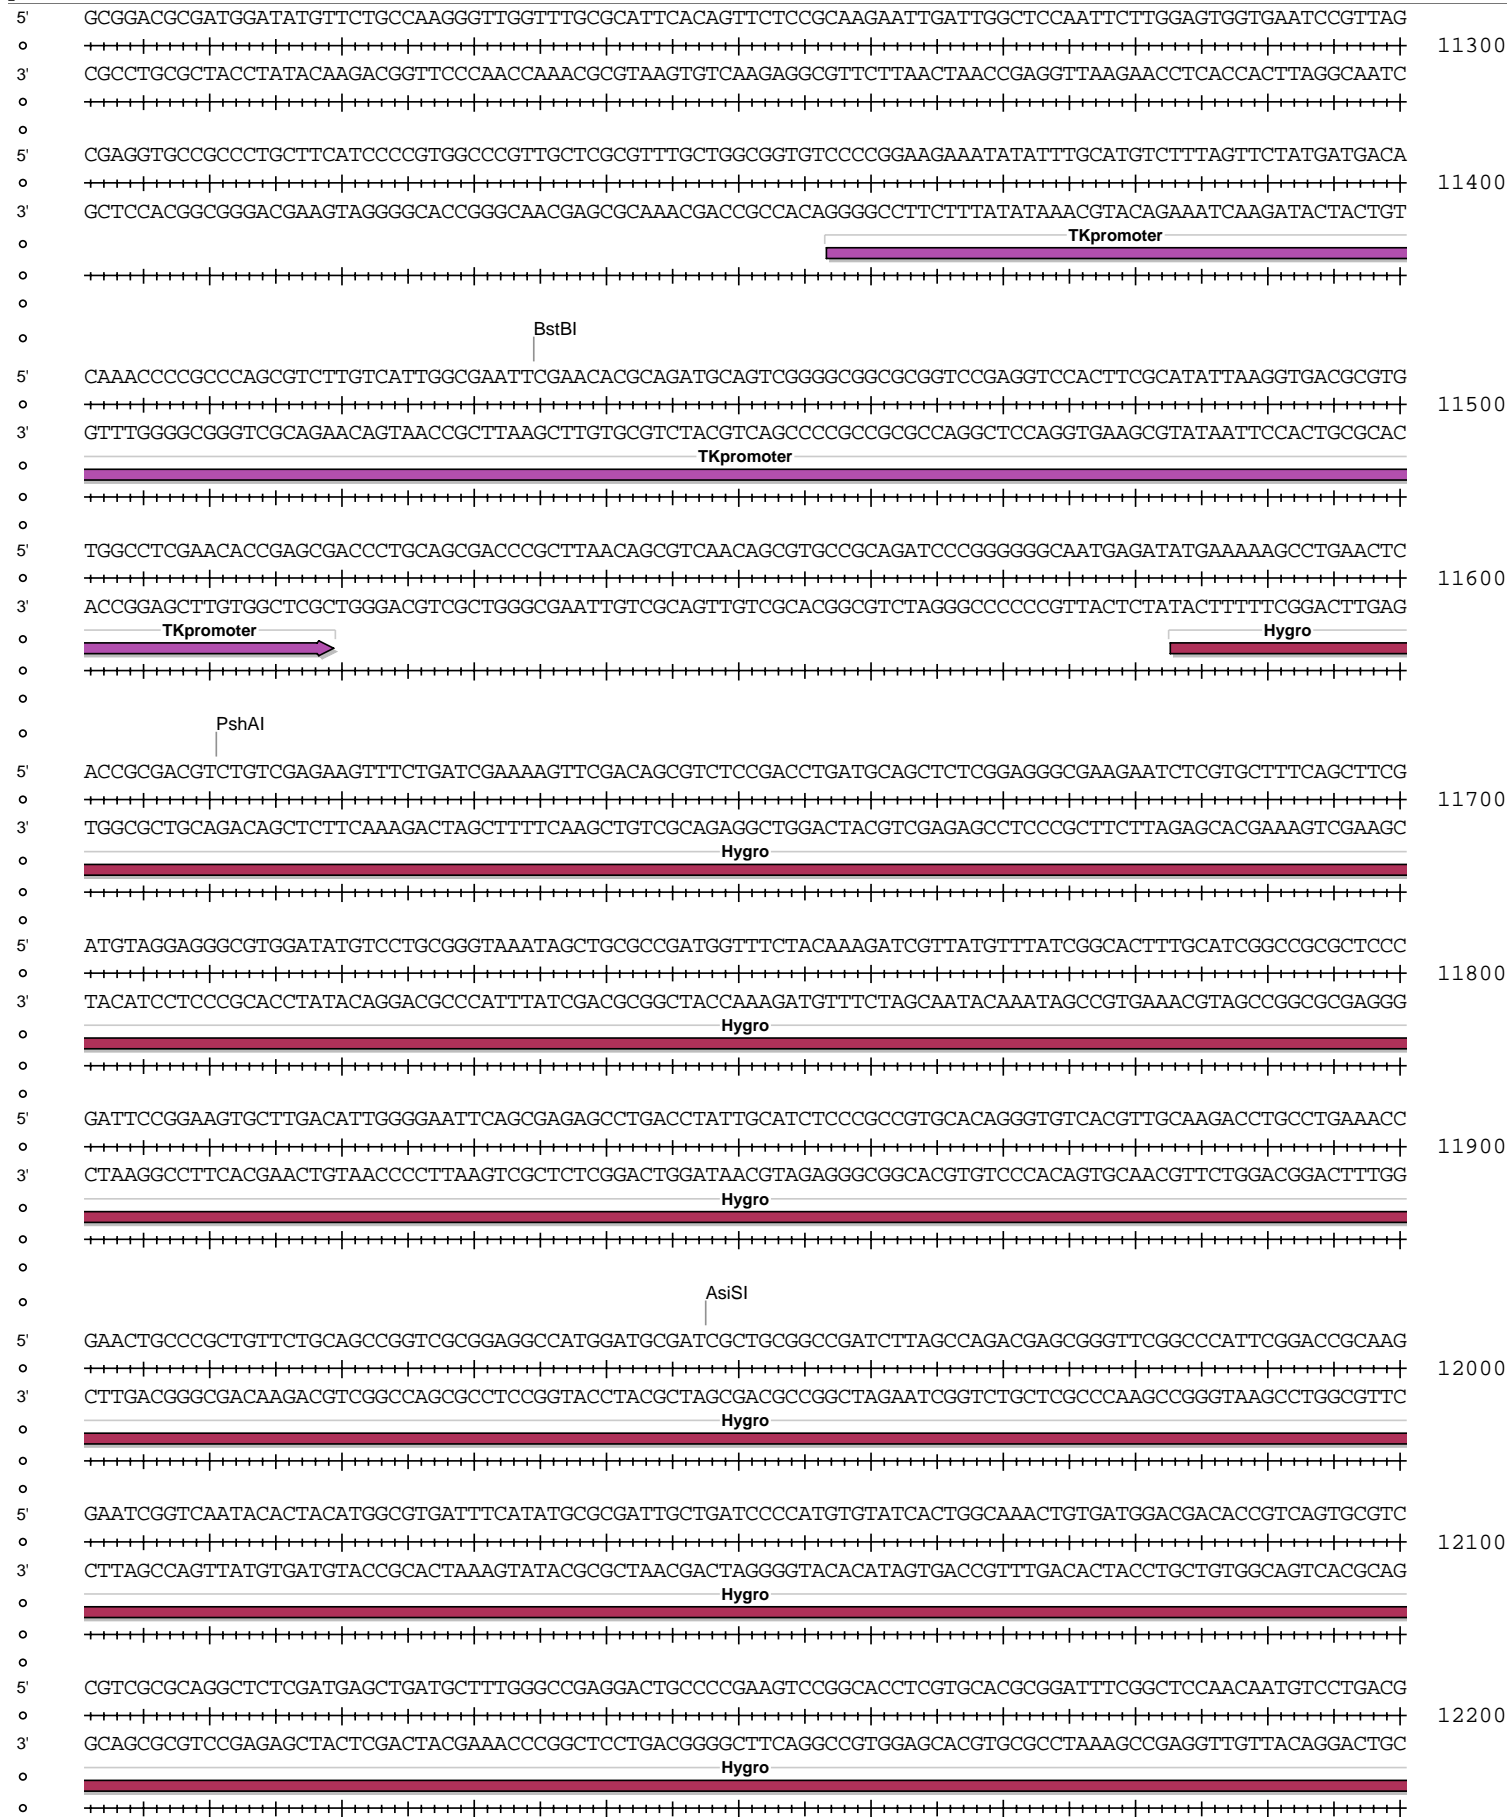 5' GCGGACGCGATGGATATGTTCTGCCAAGGGTTGGTTTGCGCATTCACAGTTCTCCGCAAGAATTGATTGGCTCCAATTCTTGGAGTGGTGAATCCGTTAG
11300
3' CGCCTGCGCTACCTATACAAGACGGTTCCCAACCAAACGCGTAAGTGTCAAGAGGCGTTCTTAACTAACCGAGGTTAAGAACCTCACCACTTAGGCAATC
5' CGAGGTGCCGCCCTGCTTCATCCCCGTGGCCCGTTGCTCGCGTTTGCTGGCGGTGTCCCCGGAAGAAATATATTTGCATGTCTTTAGTTCTATGATGACA
11400
3' GCTCCACGGCGGGACGAAGTAGGGGCACCGGGCAACGAGCGCAAACGACCGCCACAGGGGCCTTCTTTATATAAACGTACAGAAATCAAGATACTACTGT
TKpromoter
BstBI
5' CAAACCCCGCCCAGCGTCTTGTCATTGGCGAATTCGAACACGCAGATGCAGTCGGGGCGGCGCGGTCCGAGGTCCACTTCGCATATTAAGGTGACGCGTG
11500
3' GTTTGGGGCGGGTCGCAGAACAGTAACCGCTTAAGCTTGTGCGTCTACGTCAGCCCCGCCGCGCCAGGCTCCAGGTGAAGCGTATAATTCCACTGCGCAC
TKpromoter
5' TGGCCTCGAACACCGAGCGACCCTGCAGCGACCCGCTTAACAGCGTCAACAGCGTGCCGCAGATCCCGGGGGGCAATGAGATATGAAAAAGCCTGAACTC
11600
3' ACCGGAGCTTGTGGCTCGCTGGGACGTCGCTGGGCGAATTGTCGCAGTTGTCGCACGGCGTCTAGGGCCCCCCGTTACTCTATACTTTTTCGGACTTGAG
TKpromoter Hygro
PshAI
5' ACCGCGACGTCTGTCGAGAAGTTTCTGATCGAAAAGTTCGACAGCGTCTCCGACCTGATGCAGCTCTCGGAGGGCGAAGAATCTCGTGCTTTCAGCTTCG
11700
3' TGGCGCTGCAGACAGCTCTTCAAAGACTAGCTTTTCAAGCTGTCGCAGAGGCTGGACTACGTCGAGAGCCTCCCGCTTCTTAGAGCACGAAAGTCGAAGC
Hygro
5' ATGTAGGAGGGCGTGGATATGTCCTGCGGGTAAATAGCTGCGCCGATGGTTTCTACAAAGATCGTTATGTTTATCGGCACTTTGCATCGGCCGCGCTCCC
11800
3' TACATCCTCCCGCACCTATACAGGACGCCCATTTATCGACGCGGCTACCAAAGATGTTTCTAGCAATACAAATAGCCGTGAAACGTAGCCGGCGCGAGGG
Hygro
5' GATTCCGGAAGTGCTTGACATTGGGGAATTCAGCGAGAGCCTGACCTATTGCATCTCCCGCCGTGCACAGGGTGTCACGTTGCAAGACCTGCCTGAAACC
11900
3' CTAAGGCCTTCACGAACTGTAACCCCTTAAGTCGCTCTCGGACTGGATAACGTAGAGGGCGGCACGTGTCCCACAGTGCAACGTTCTGGACGGACTTTGG
Hygro
AsiSI
5' GAACTGCCCGCTGTTCTGCAGCCGGTCGCGGAGGCCATGGATGCGATCGCTGCGGCCGATCTTAGCCAGACGAGCGGGTTCGGCCCATTCGGACCGCAAG
12000
3' CTTGACGGGCGACAAGACGTCGGCCAGCGCCTCCGGTACCTACGCTAGCGACGCCGGCTAGAATCGGTCTGCTCGCCCAAGCCGGGTAAGCCTGGCGTTC
Hygro
5' GAATCGGTCAATACACTACATGGCGTGATTTCATATGCGCGATTGCTGATCCCCATGTGTATCACTGGCAAACTGTGATGGACGACACCGTCAGTGCGTC
12100
3' CTTAGCCAGTTATGTGATGTACCGCACTAAAGTATACGCGCTAACGACTAGGGGTACACATAGTGACCGTTTGACACTACCTGCTGTGGCAGTCACGCAG
Hygro
5' CGTCGCGCAGGCTCTCGATGAGCTGATGCTTTGGGCCGAGGACTGCCCCGAAGTCCGGCACCTCGTGCACGCGGATTTCGGCTCCAACAATGTCCTGACG
12200
3' GCAGCGCGTCCGAGAGCTACTCGACTACGAAACCCGGCTCCTGACGGGGCTTCAGGCCGTGGAGCACGTGCGCCTAAAGCCGAGGTTGTTACAGGACTGC
Hygro